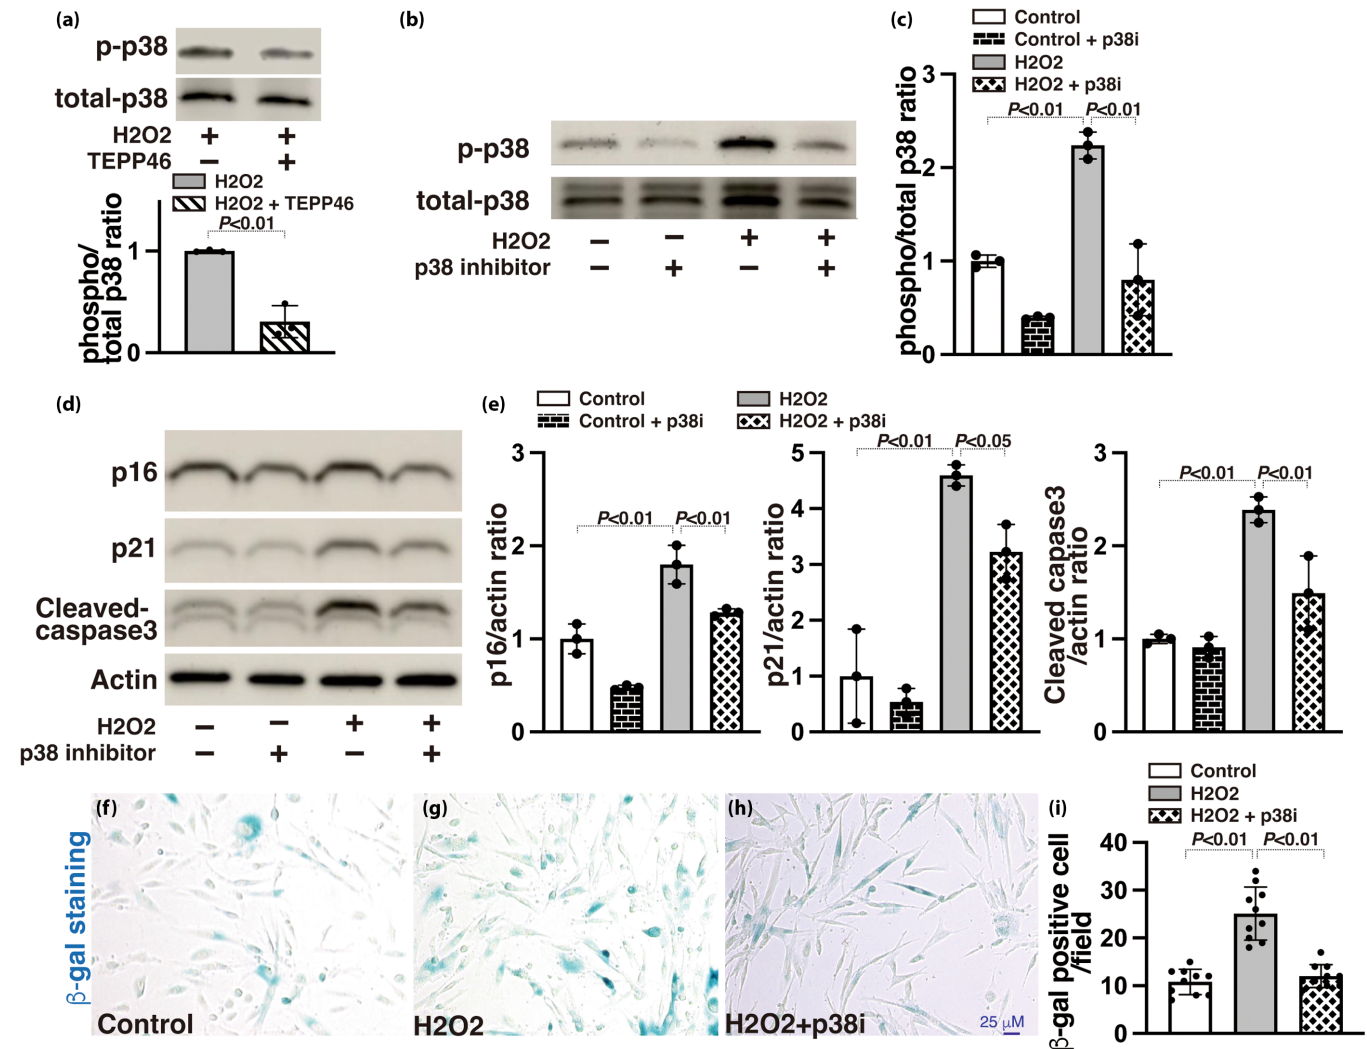 (a)
p-p38
total-p38
H2O2 + +
TEPP46 − +
H2O2
H2O2 + TEPP46
P<0.01
phospho/
total p38 ratio
1
0
(b)
p-p38
total-p38
H2O2 − − + +
p38 inhibitor − + − +
(c)
Control
Control + p38i
H2O2
H2O2 + p38i
P<0.01 P<0.01
phospho/total p38 ratio
3
2
1
0
(d)
p16
p21
Cleaved-
caspase3
Actin
H2O2 − − + +
p38 inhibitor − + − +
(e)
Control
Control + p38i
H2O2
H2O2 + p38i
p16/actin ratio
3
2
1
0
P<0.01 P<0.01
p21/actin ratio
5
4
3
2
1
0
P<0.01 P<0.05
Cleaved capase3
/actin ratio
3
2
1
0
P<0.01 P<0.01
β-gal staining
(f)
Control
(g)
H2O2
(h)
H2O2+p38i
25 μM
(i)
Control
H2O2
H2O2 + p38i
P<0.01 P<0.01
β-gal positive cell
/field
40
30
20
10
0